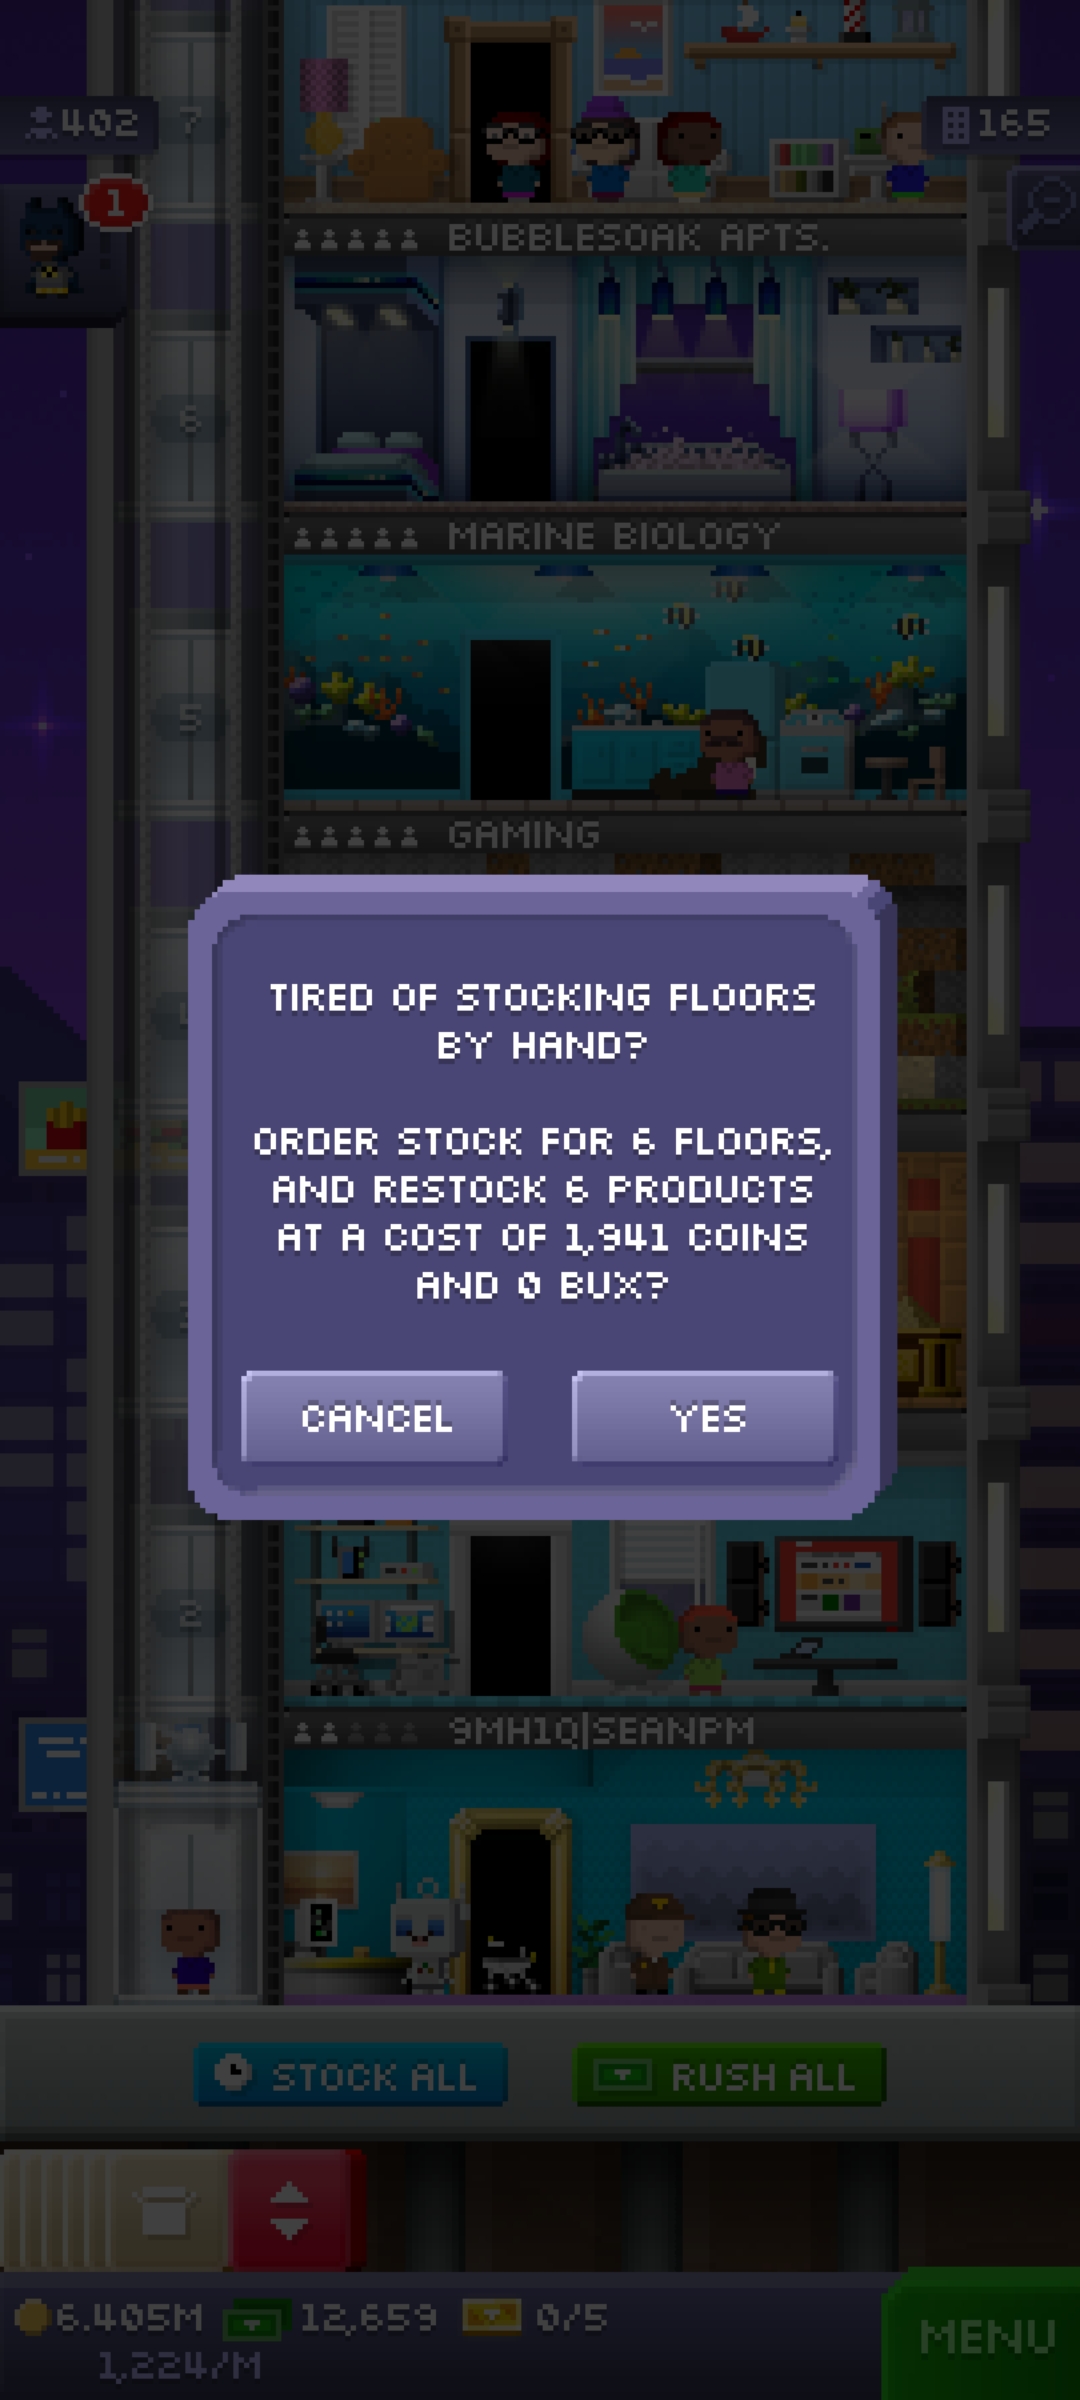 7
402
165
1
BUBBLESOAK APTS.
6
MARINE BIOLOGY
5
GAMING
TIRED OF STOCKING FLOORS
BY HAND?
ORDER STOCK FOR 6 FLOORS,
AND RESTOCK 6 PRODUCTS
AT A COST OF 1,941 COINS
AND 0 BUX?
CANCEL
YES
2
9MH1Q|SEANPM
STOCK ALL
RUSH ALL
6.405M
12,659
0/5
1,224/M
MENU